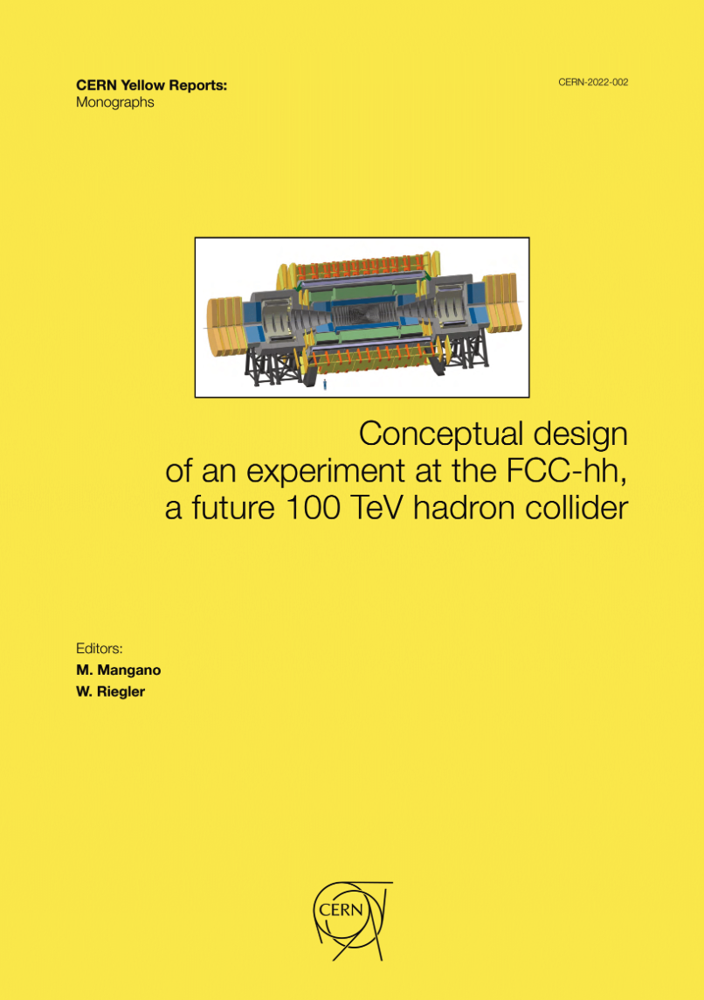 CERN Yellow Reports:
Monographs
CERN-2022-002
Conceptual design
of an experiment at the FCC-hh,
a future 100 TeV hadron collider
Editors:
M. Mangano
W. Riegler
CERN